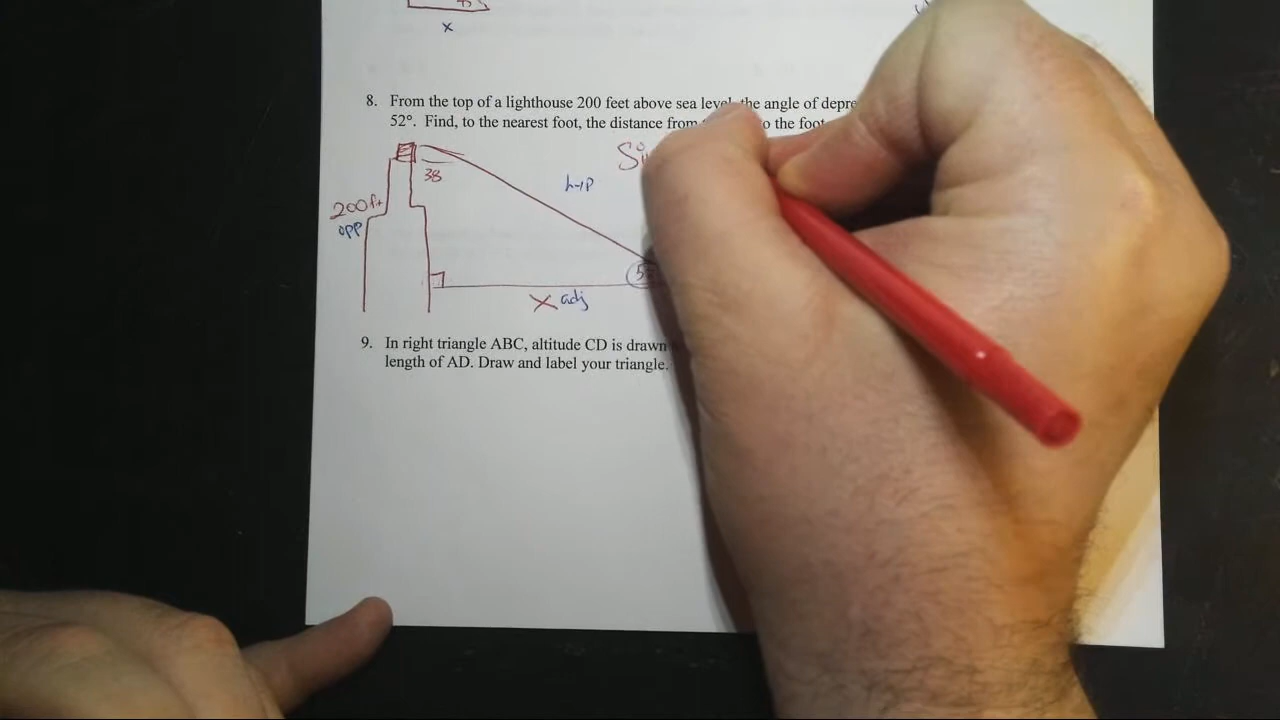 x
8. From the top of a lighthouse 200 feet above sea level, the angle of
52°. Find, to the nearest foot, the distance from to the foot
38
hyp
200ft
opp
X adj
9. In right triangle ABC, altitude CD is drawn
length of AD. Draw and label your triangle.